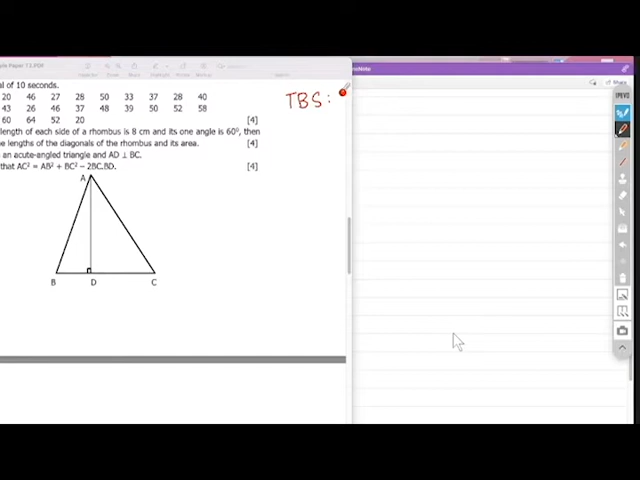 al of 10 seconds.
20 46 27 28 50 33 37 28 40
43 26 46 37 48 39 50 52 58
60 64 52 20 [4]
length of each side of a rhombus is 8 cm and its one angle is 60⁰, then
e lengths of the diagonals of the rhombus and its area. [4]
an acute-angled triangle and AD ⊥ BC.
that AC² = AB² + BC² – 2BC.BD. [4]
A
B D C
TBS:
Share
IPEVO